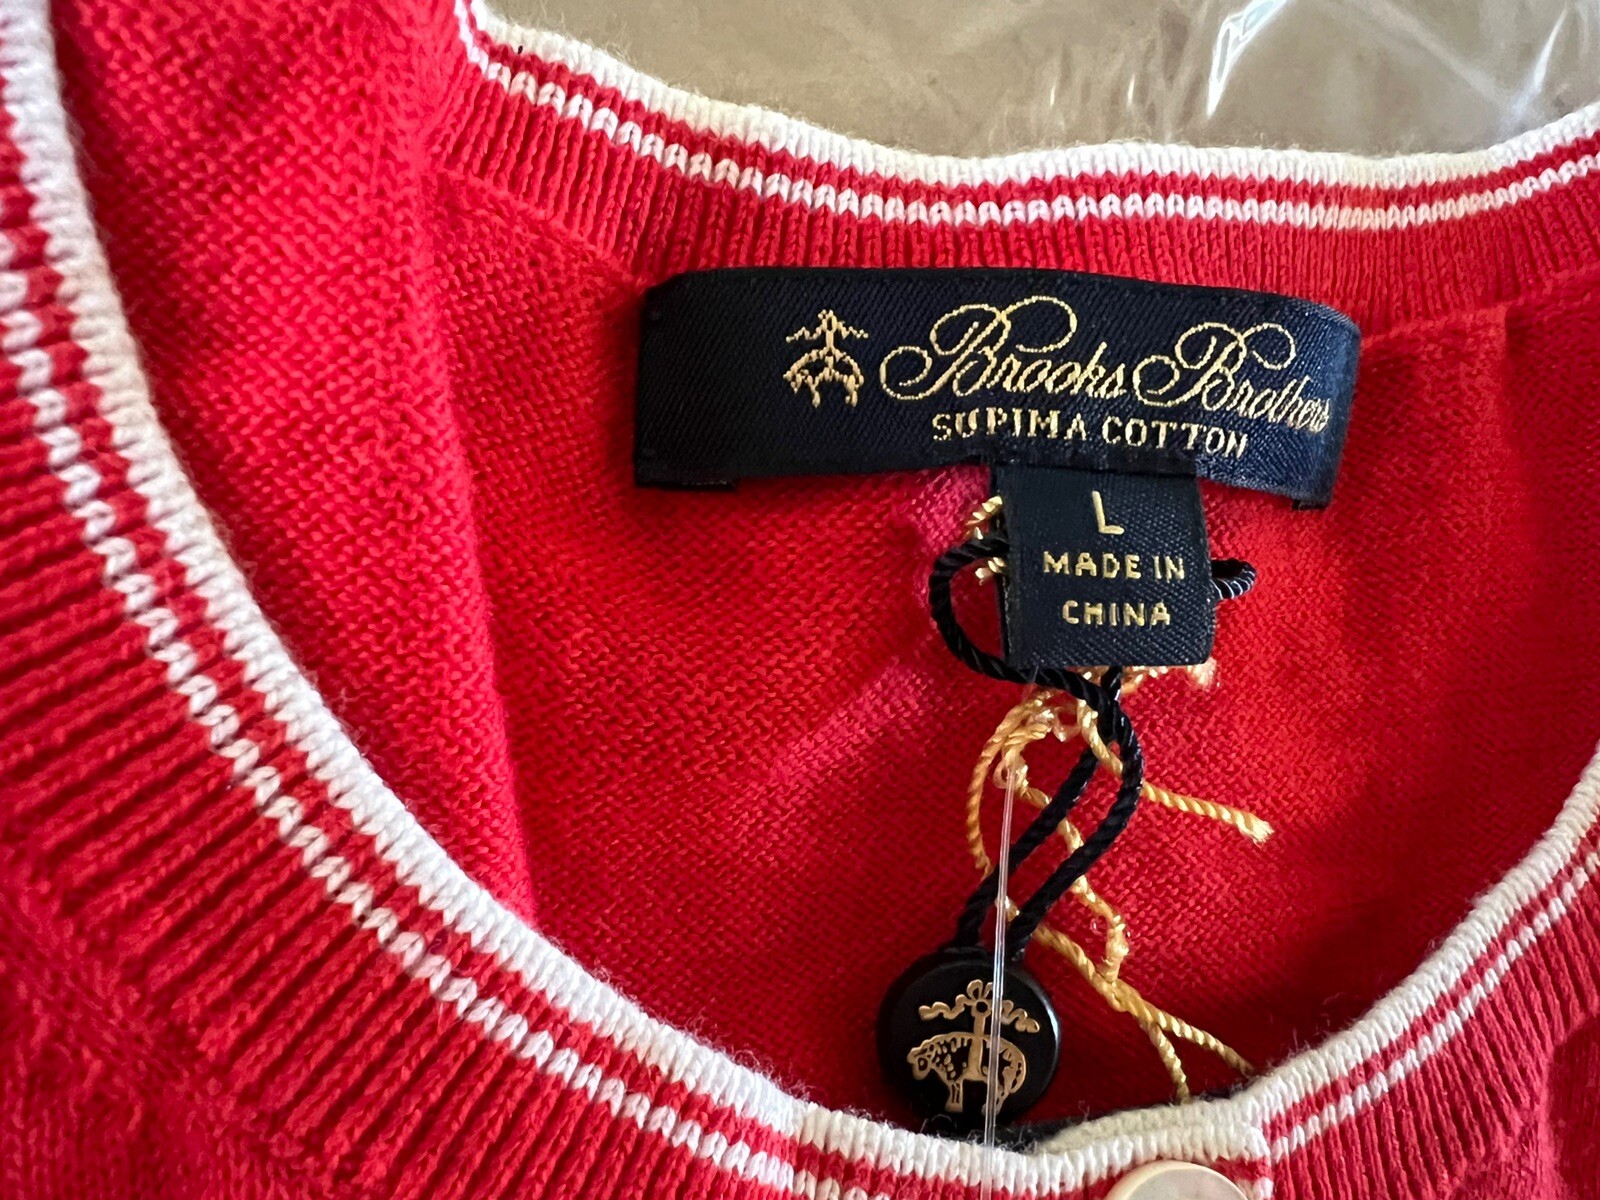 Brooks Brothers
SUPIMA COTTON
L
MADE IN
CHINA